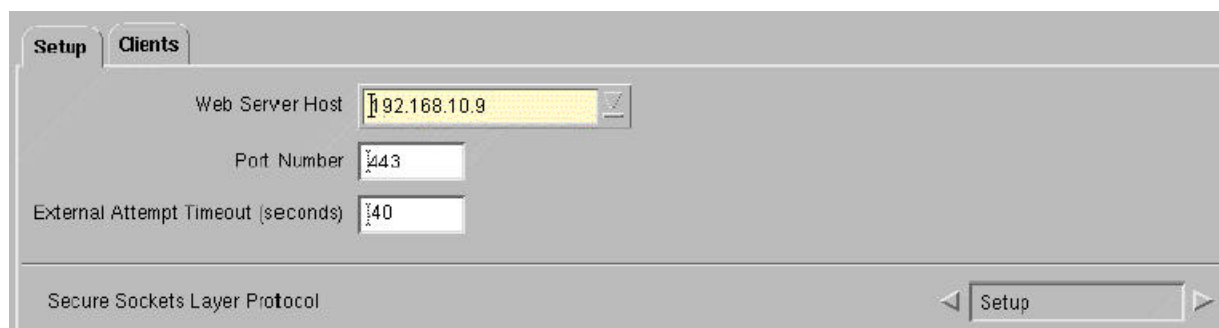 Setup Clients
Web Server Host 192.168.10.9
Port Number 443
External Attempt Timeout (seconds) 40
Secure Sockets Layer Protocol Setup